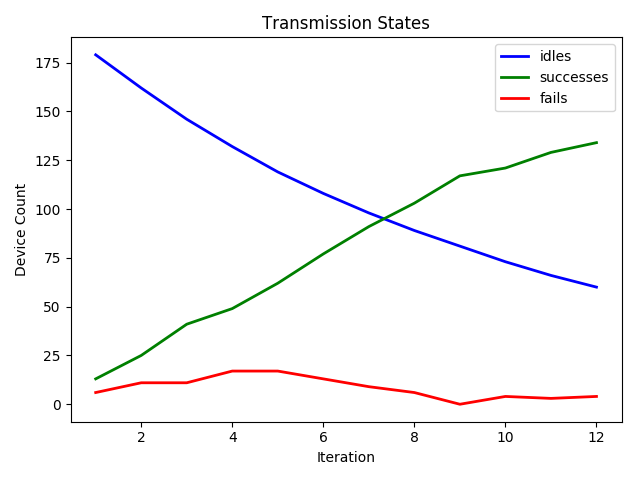 Transmission States
idles
successes
fails
Device Count
175
150
125
100
75
50
25
0
2 4 6 8 10 12
Iteration